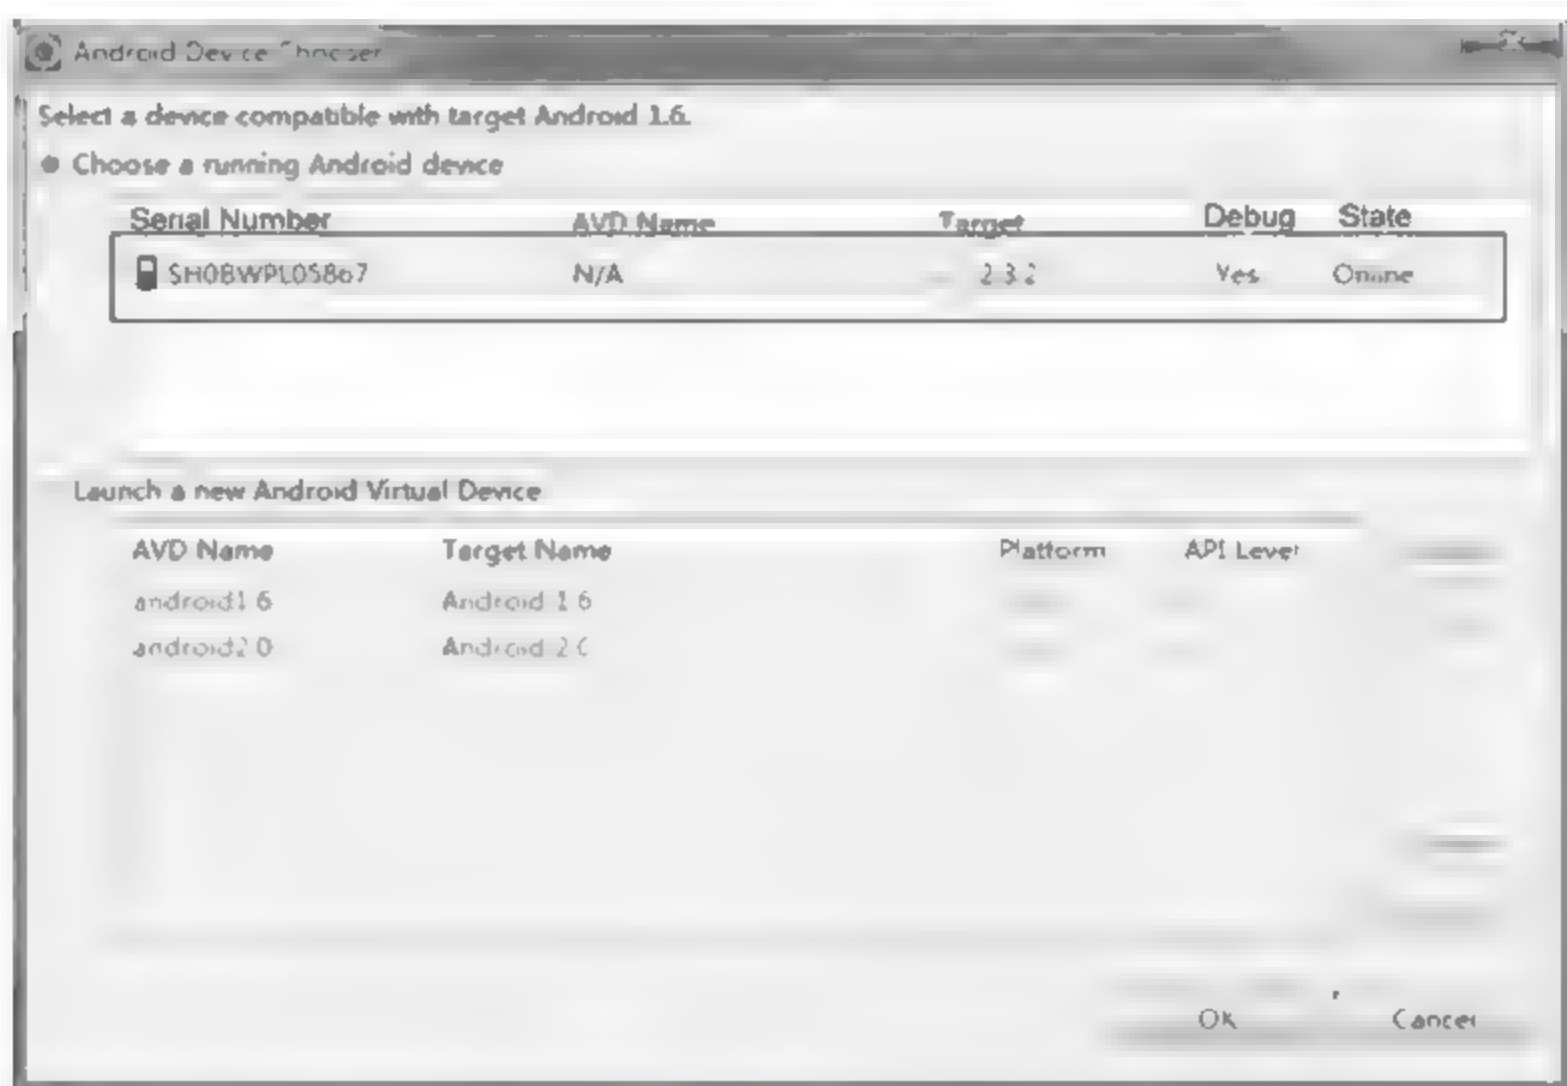 Android Device Chooser
Select a device compatible with target Android 1.6.
Choose a running Android device
Serial Number AVD Name Target Debug State
SH0BWPL05867 N/A 2.3.2 Yes Online
Launch a new Android Virtual Device
AVD Name Target Name Platform API Level
android1.6 Android 1.6
android2.0 Android 2.0
OK Cancel